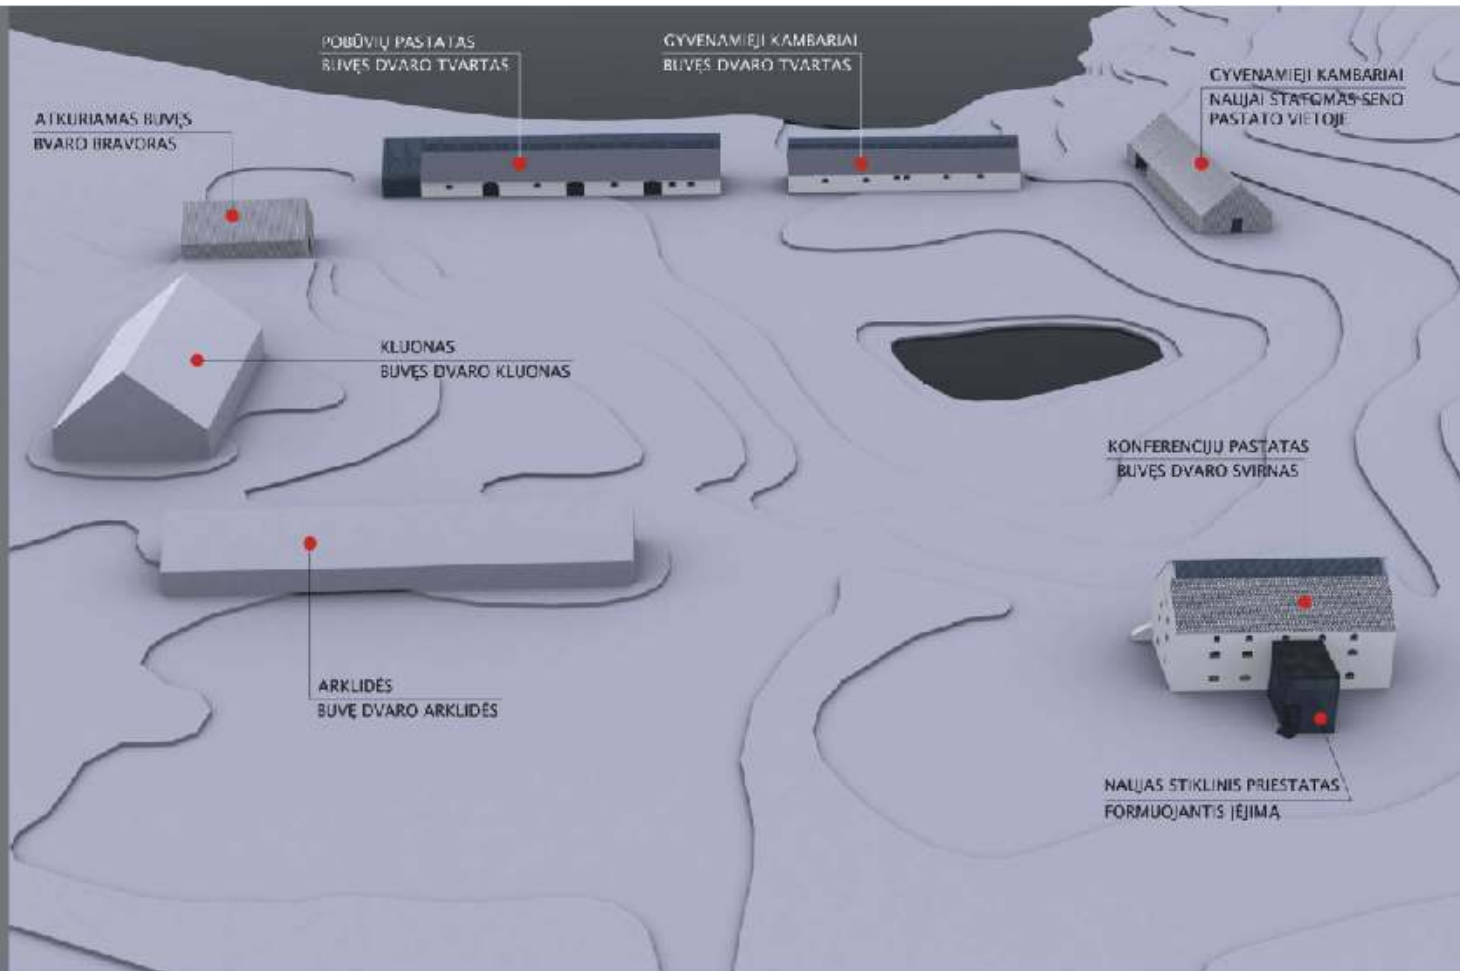 POBŪVIŲ PASTATAS
BUVĘS DVARO TVARTAS
GYVENAMIEJI KAMBARIAI
BUVĘS DVARO TVARTAS
GYVENAMIEJI KAMBARIAI
NAUJAI STATOMAS SENO
PASTATO VIETOJE
ATKURIAMAS BUVĘS
BVARO BRAVORAS
KLUONAS
BUVĘS DVARO KLUONAS
KONFERENCIJŲ PASTATAS
BUVĘS DVARO SVIRNAS
ARKLIDĖS
BUVĘ DVARO ARKLIDĖS
NAUJAS STIKLINIS PRIESTATAS
FORMUOJANTIS ĮĖJIMĄ